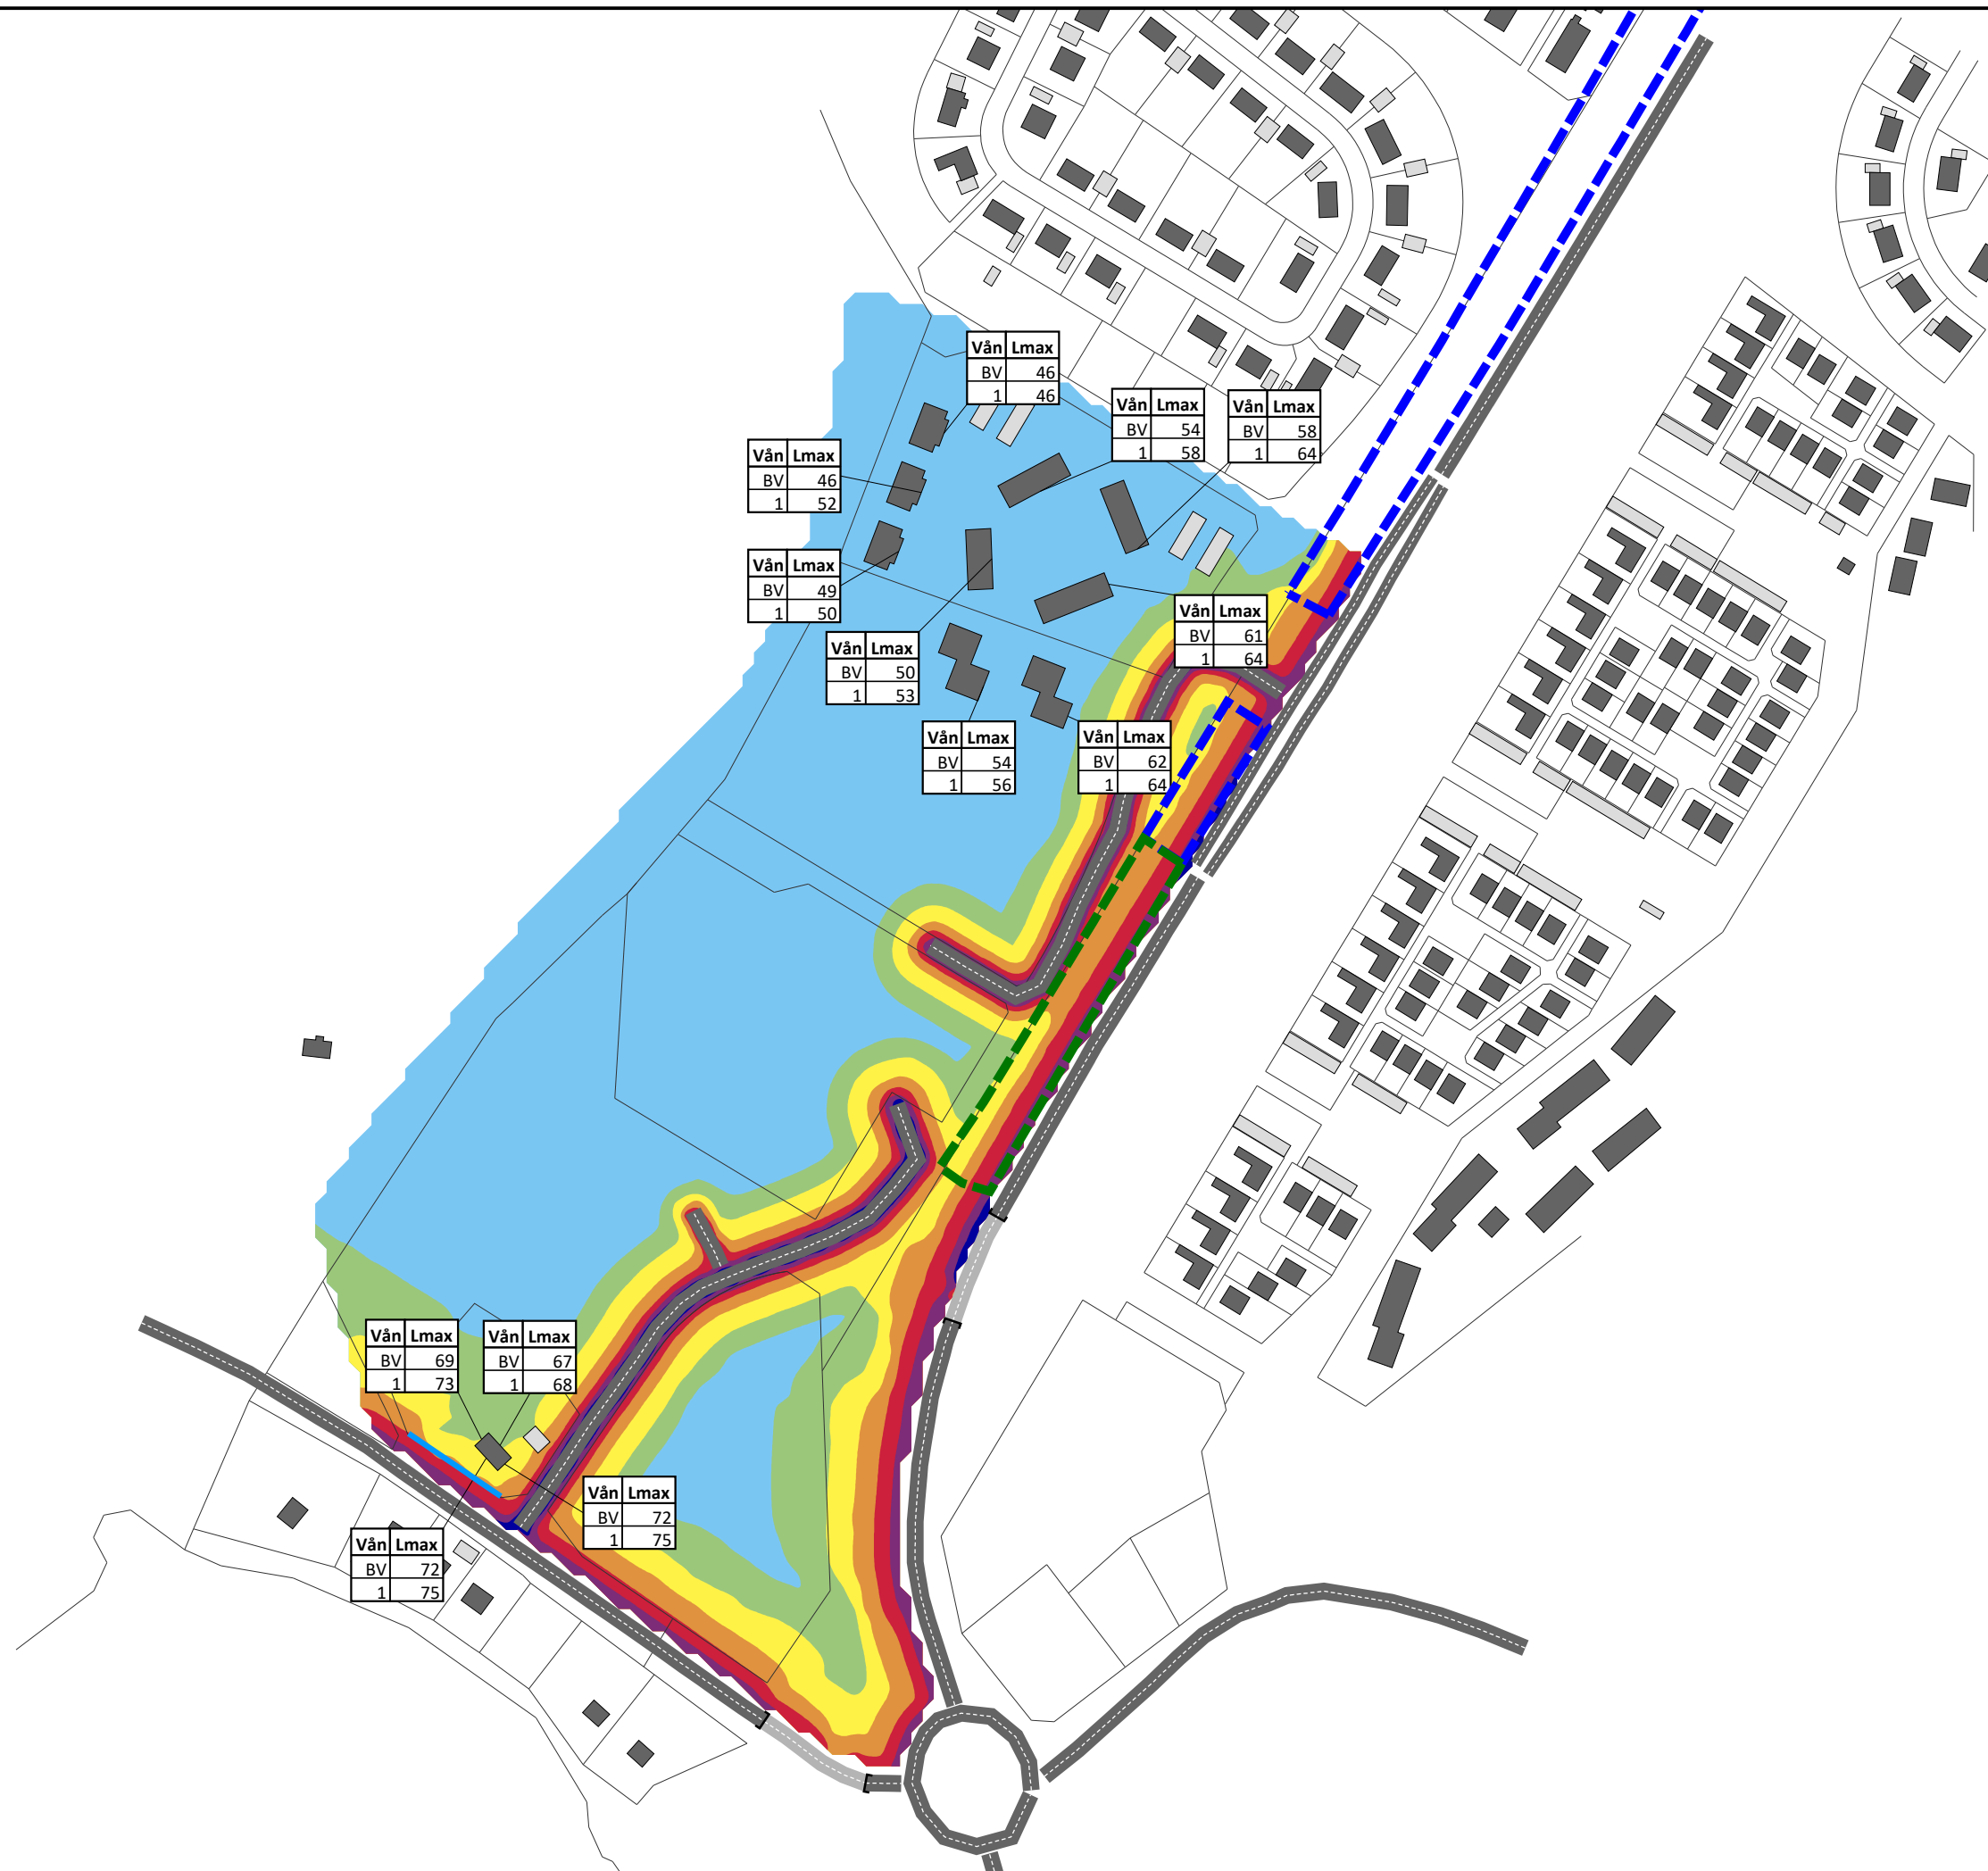 Vån Lmax
BV 46
1 46
Vån Lmax
BV 54
1 58
Vån Lmax
BV 58
1 64
Vån Lmax
BV 46
1 52
Vån Lmax
BV 49
1 50
Vån Lmax
BV 61
1 64
Vån Lmax
BV 50
1 53
Vån Lmax
BV 54
1 56
Vån Lmax
BV 62
1 64
Vån Lmax
BV 69
1 73
Vån Lmax
BV 67
1 68
Vån Lmax
BV 72
1 75
Vån Lmax
BV 72
1 75